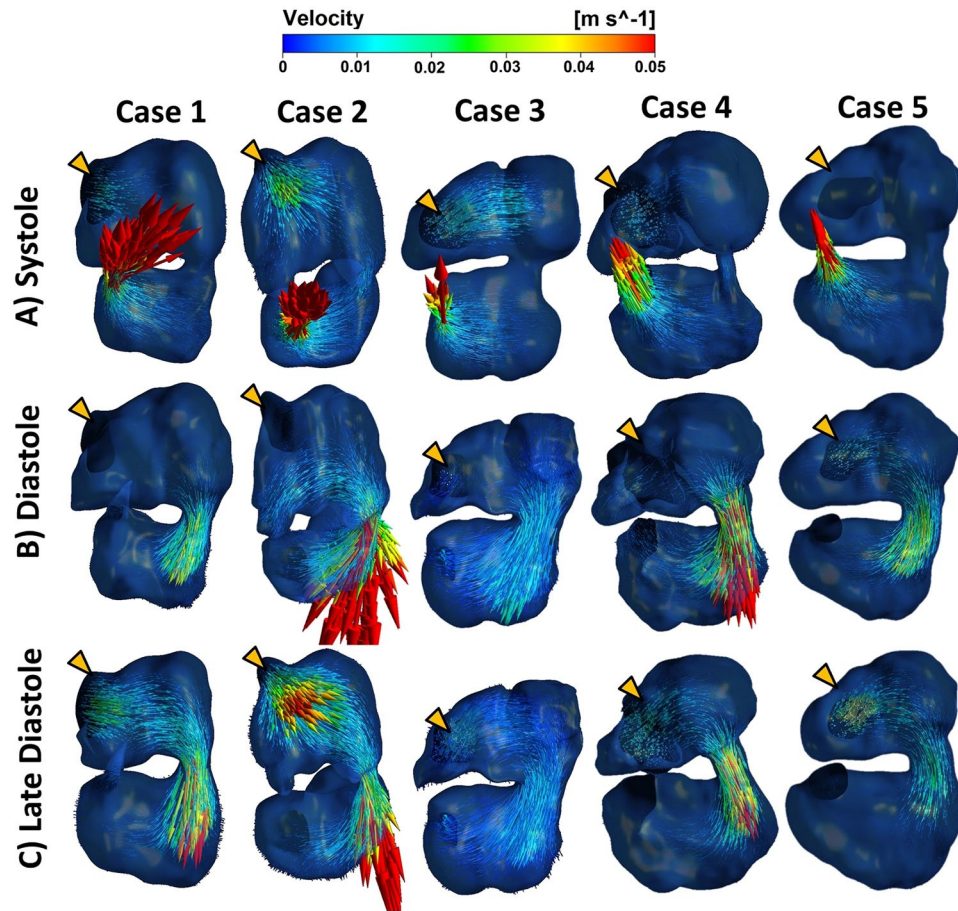 Velocity [m s^-1]
0 0.01 0.02 0.03 0.04 0.05
Case 1 Case 2 Case 3 Case 4 Case 5
A) Systole
B) Diastole
C) Late Diastole